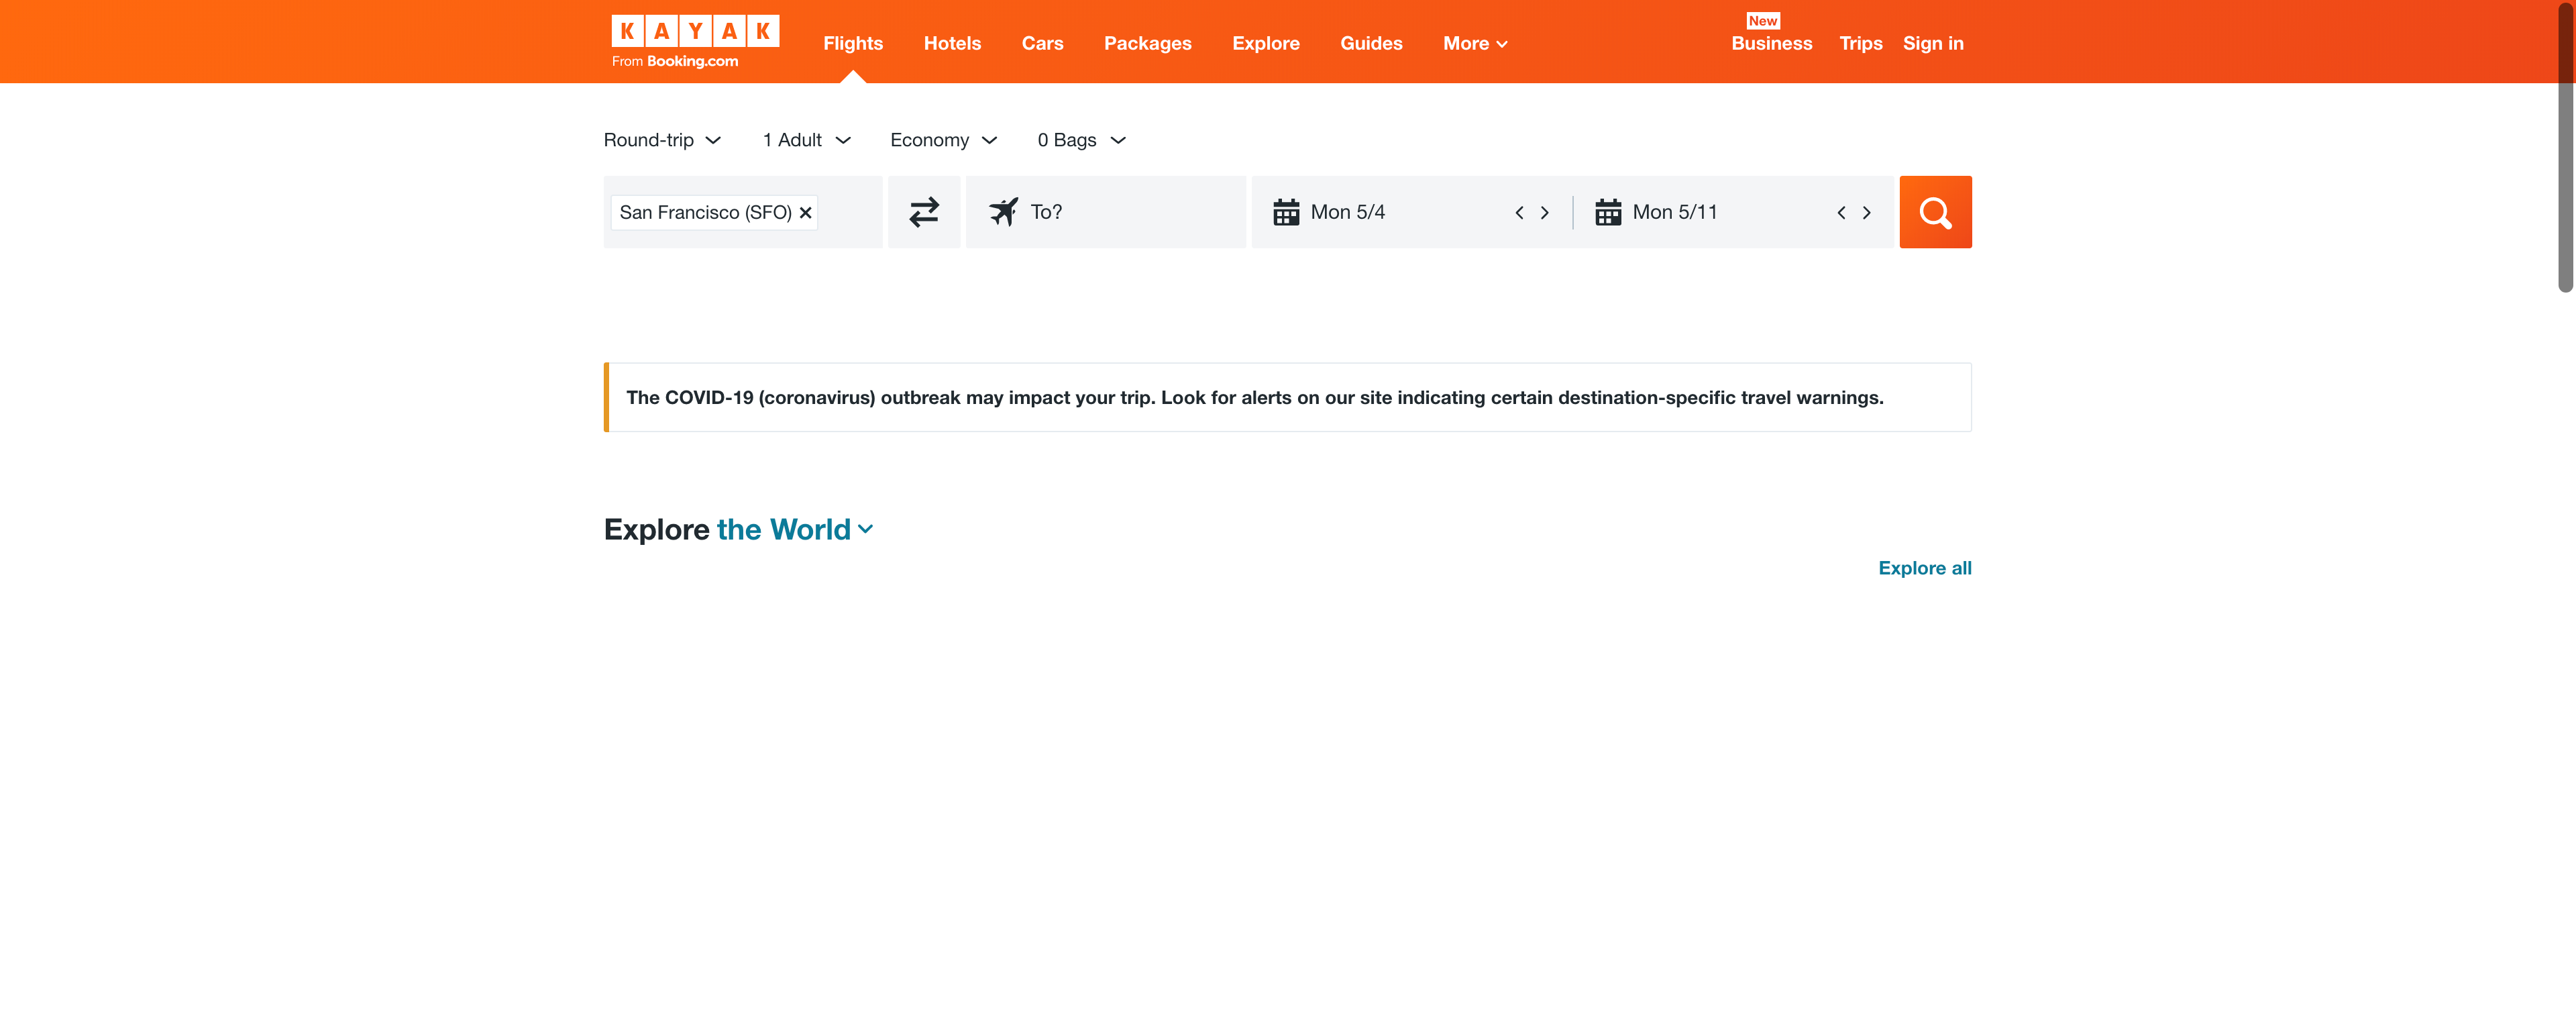 KAYAK
From Booking.com
Flights Hotels Cars Packages Explore Guides More
New
Business Trips Sign in
Round-trip 1 Adult Economy 0 Bags
San Francisco (SFO) To? Mon 5/4 Mon 5/11
The COVID-19 (coronavirus) outbreak may impact your trip. Look for alerts on our site indicating certain destination-specific travel warnings.
Explore the World
Explore all